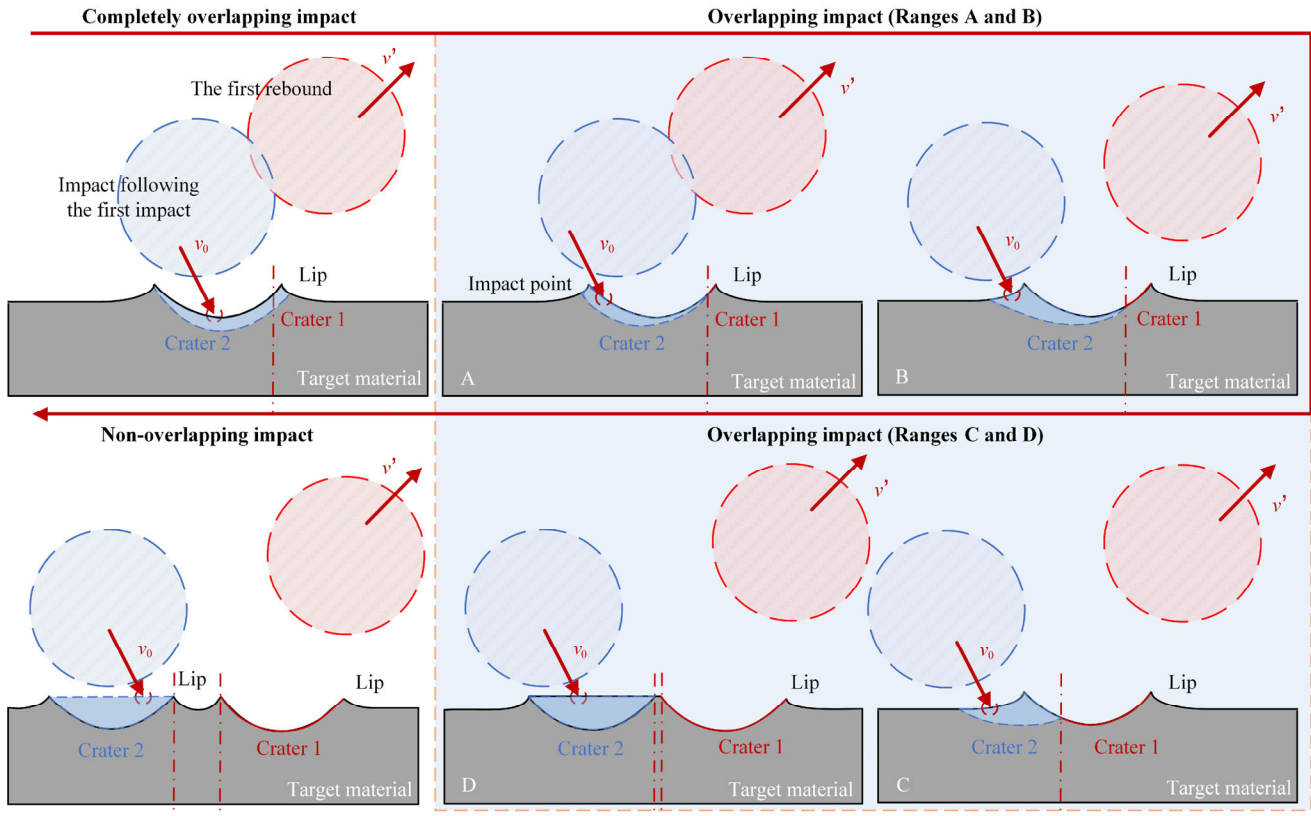 Completely overlapping impact
Overlapping impact (Ranges A and B)
v’
The first rebound
Impact following
the first impact
v0
Lip
Crater 1
Crater 2
Target material
v’
v0
Impact point
Lip
Crater 2
Crater 1
A
Target material
v’
v0
Lip
Crater 2
Crater 1
B
Target material
Non-overlapping impact
Overlapping impact (Ranges C and D)
v’
v0
Lip
Lip
Crater 2
Crater 1
Target material
v’
v0
Lip
Crater 2
Crater 1
D
Target material
v’
v0
Lip
Crater 2
Crater 1
C
Target material